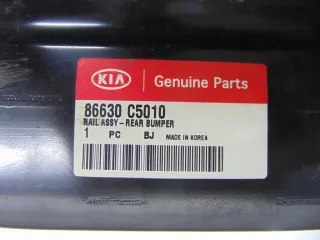 KIA Genuine Parts
86630 C5010
RAIL ASSY-REAR BUMPER
1 PC BJ MADE IN KOREA